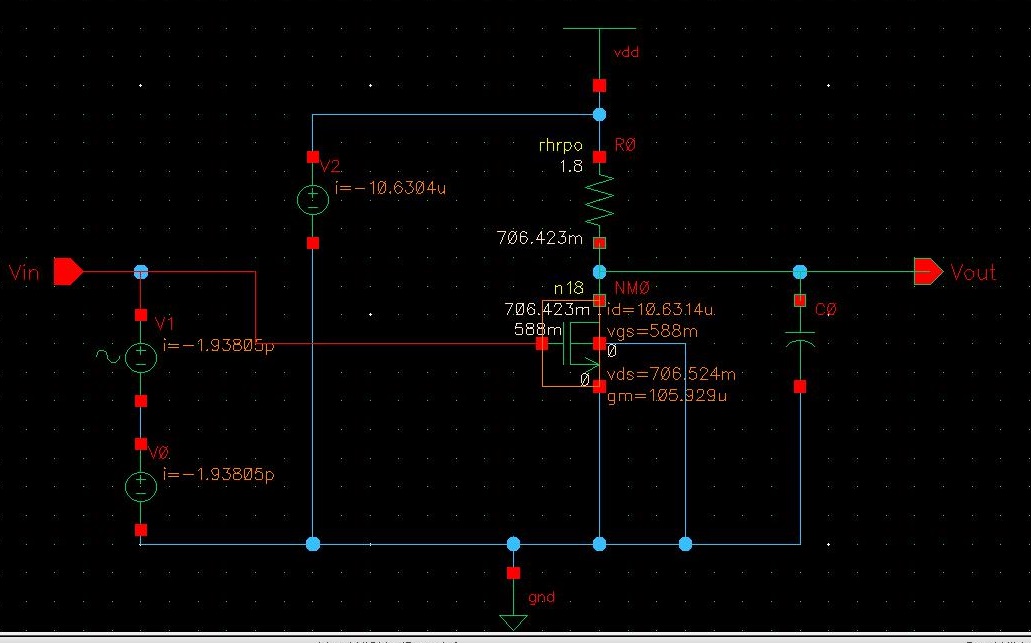 vdd
rhrpo
R0
1.8
V2
i=-10.6304u
706.423m
Vin
Vout
n18
NM0
706.423m
id=10.6314u
C0
V1
588m
vgs=588m
i=-1.93805p
0
vds=706.524m
0
gm=105.929u
V0
i=-1.93805p
gnd